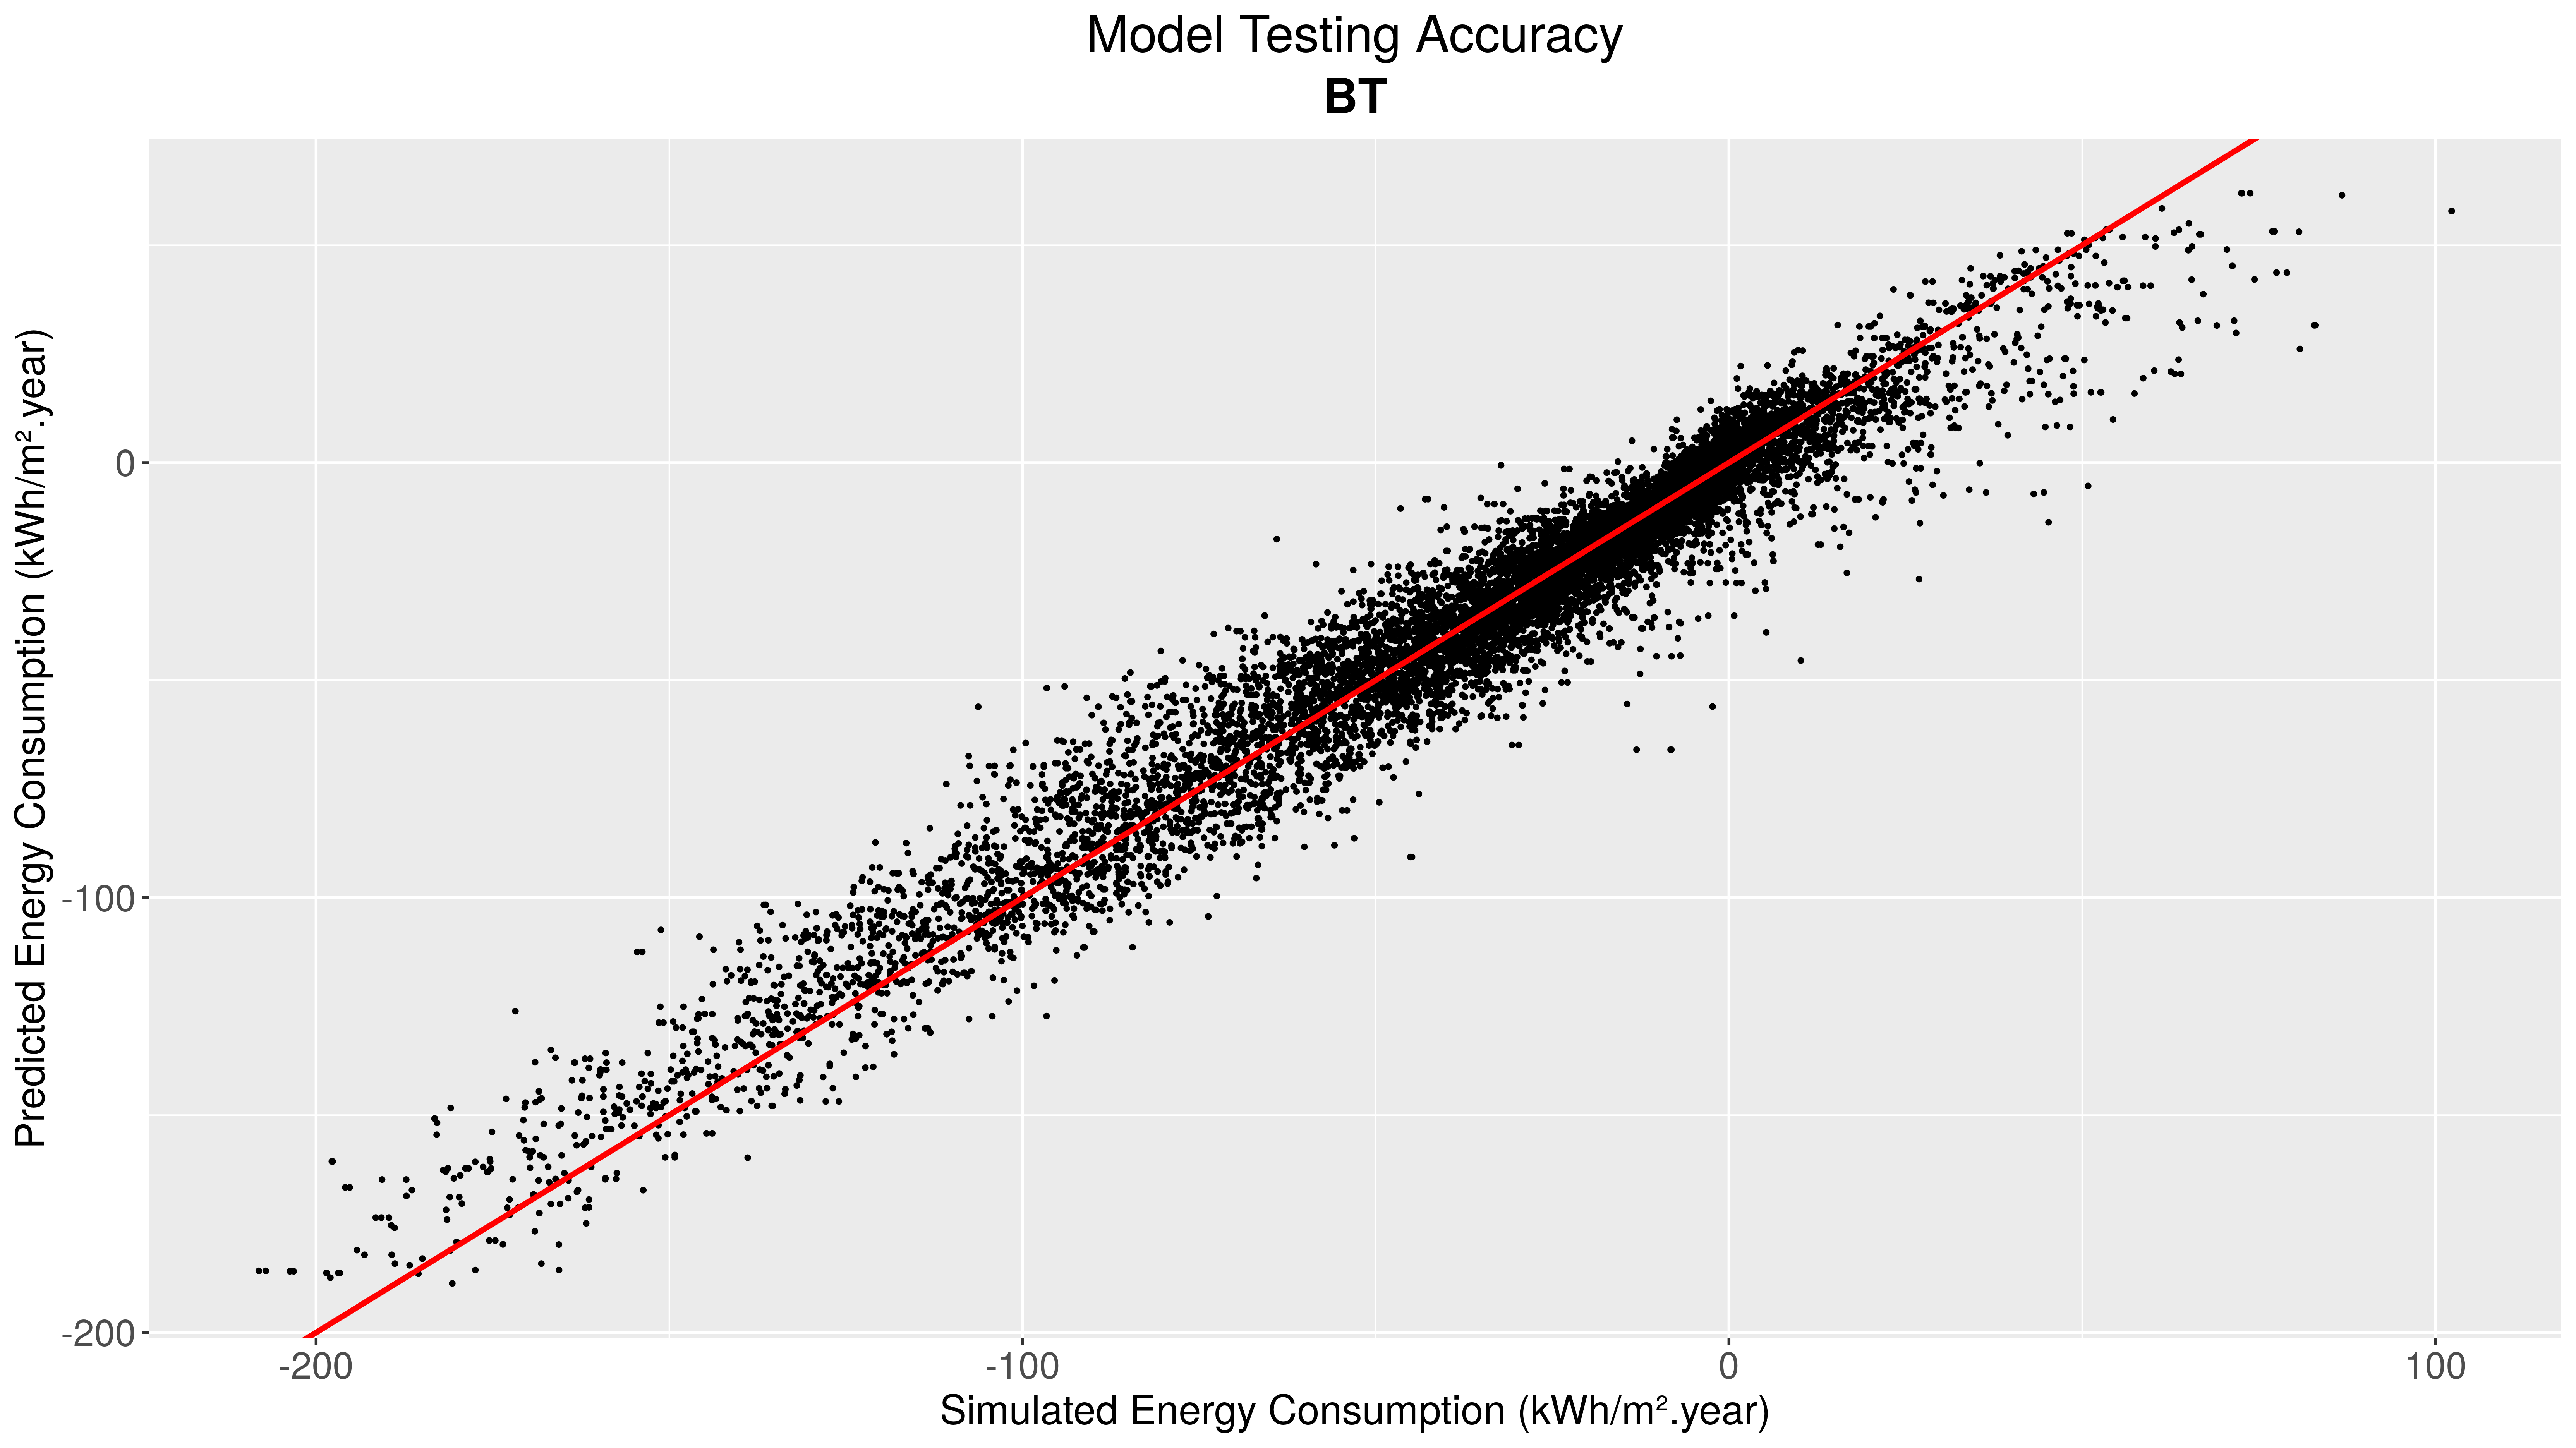 Model Testing Accuracy
BT
Predicted Energy Consumption (kWh/m².year)
0
-100
-200
-200
-100
0
100
Simulated Energy Consumption (kWh/m².year)